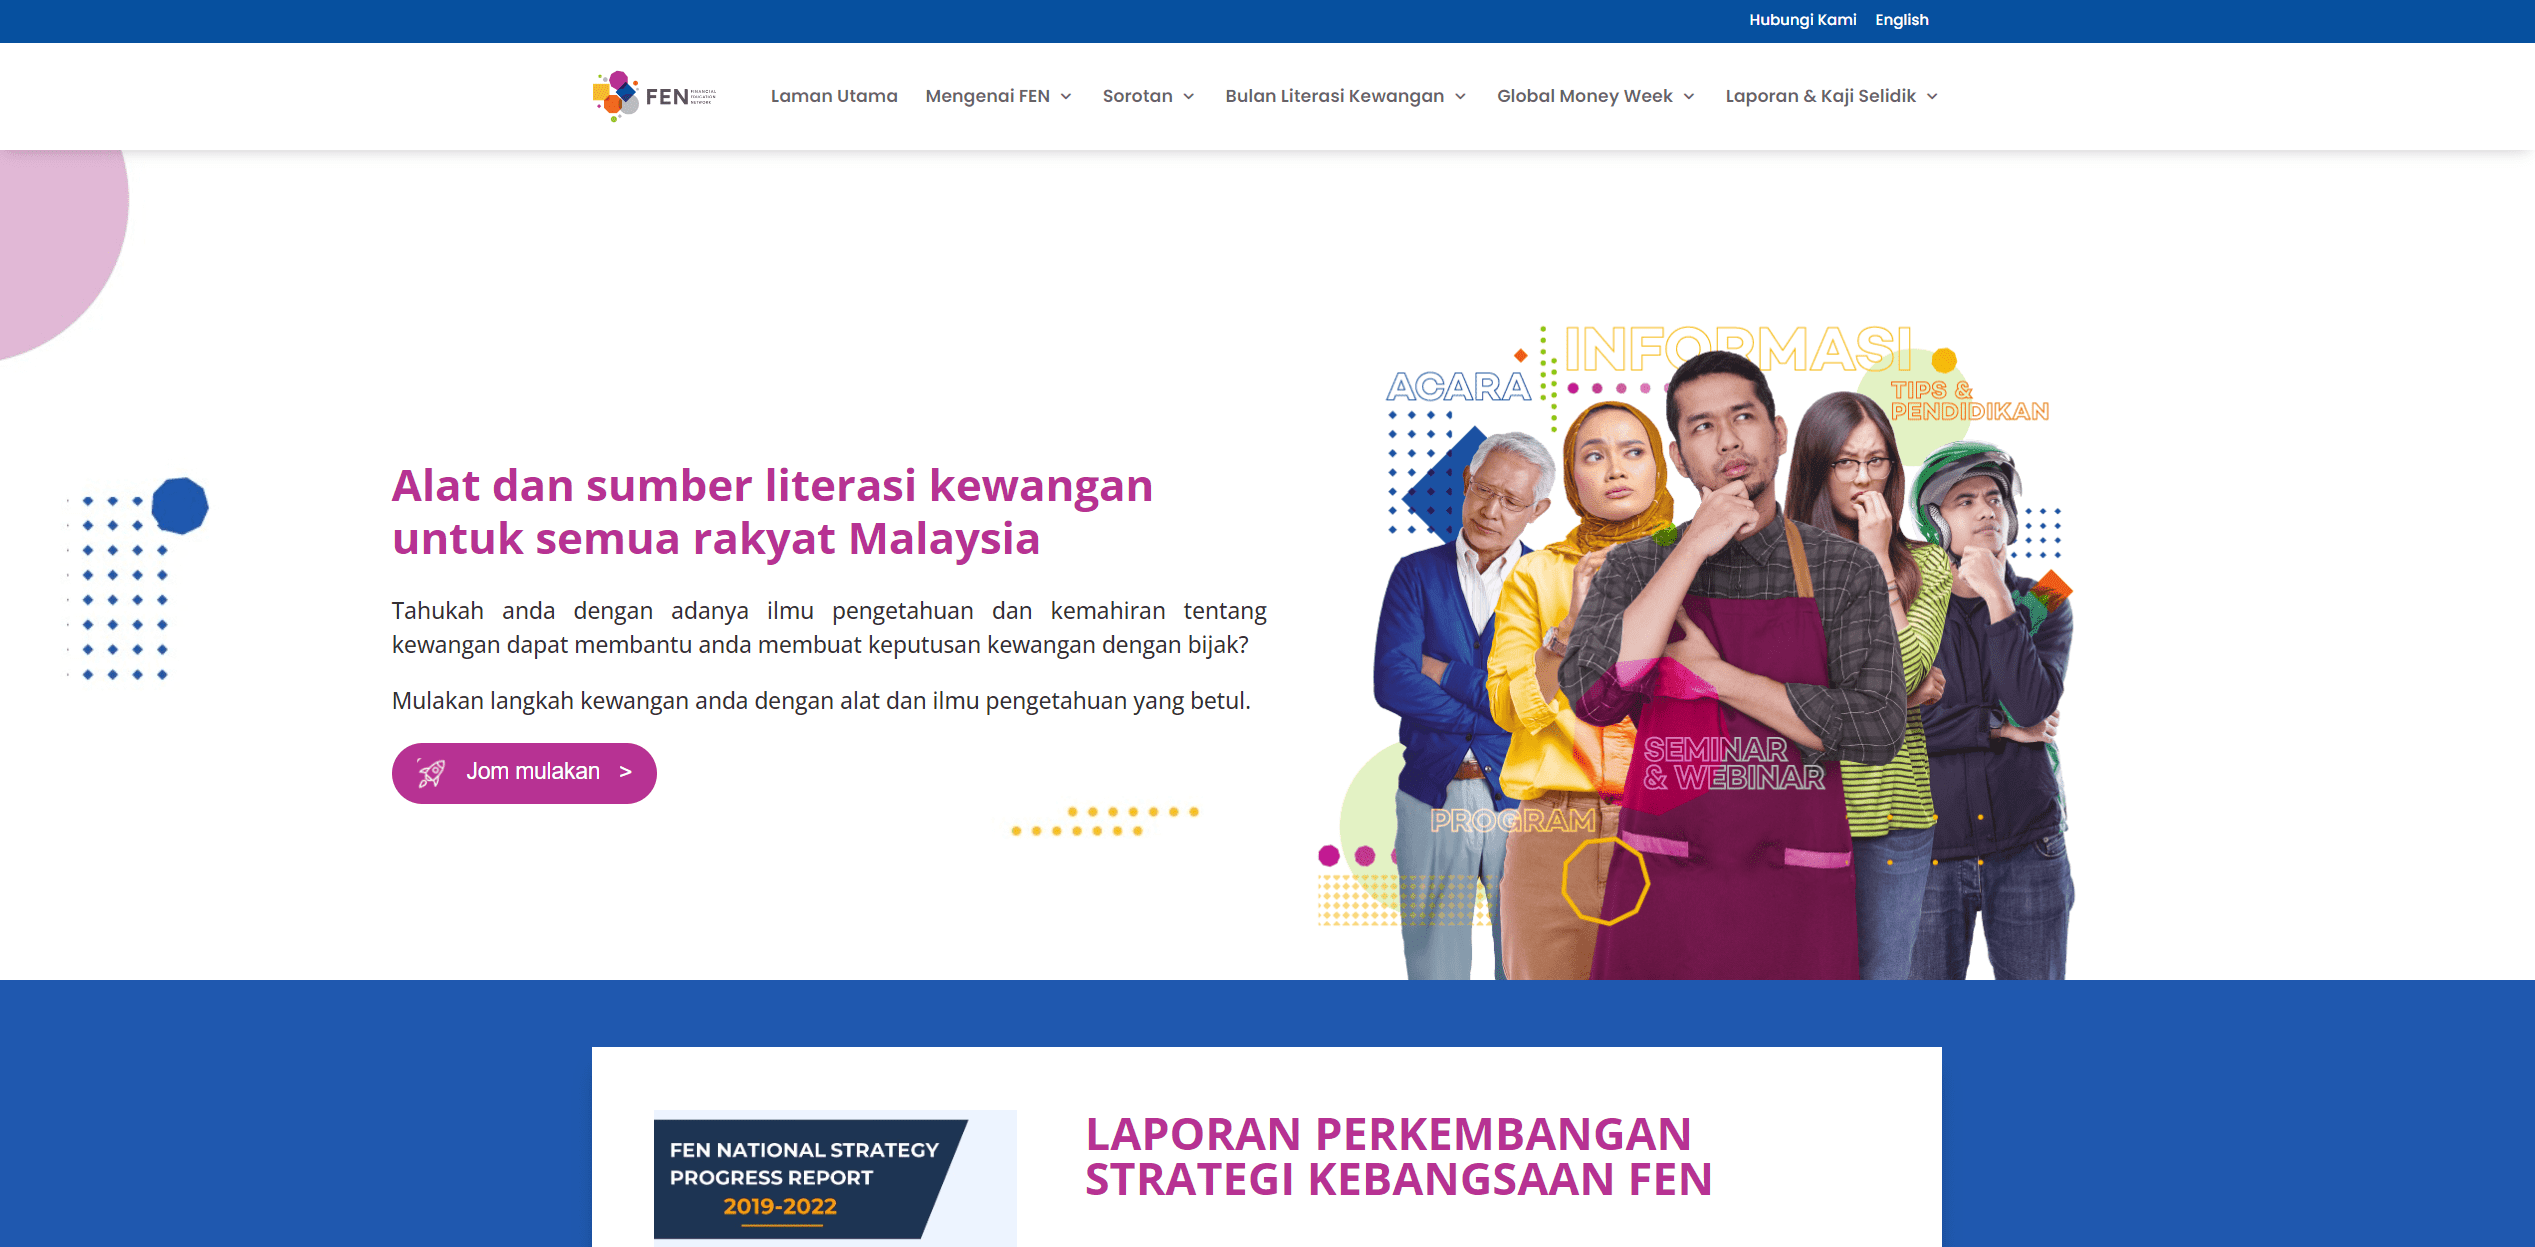 Hubungi Kami English
FEN FINANCIAL
EDUCATION
NETWORK
Laman Utama Mengenai FEN Sorotan Bulan Literasi Kewangan Global Money Week Laporan & Kaji Selidik
INFORMASI
ACARA
TIPS &
PENDIDIKAN
Alat dan sumber literasi kewangan
untuk semua rakyat Malaysia
Tahukah anda dengan adanya ilmu pengetahuan dan kemahiran tentang
kewangan dapat membantu anda membuat keputusan kewangan dengan bijak?
Mulakan langkah kewangan anda dengan alat dan ilmu pengetahuan yang betul.
Jom mulakan >
SEMINAR
& WEBINAR
PROGRAM
FEN NATIONAL STRATEGY
PROGRESS REPORT
2019-2022
LAPORAN PERKEMBANGAN
STRATEGI KEBANGSAAN FEN